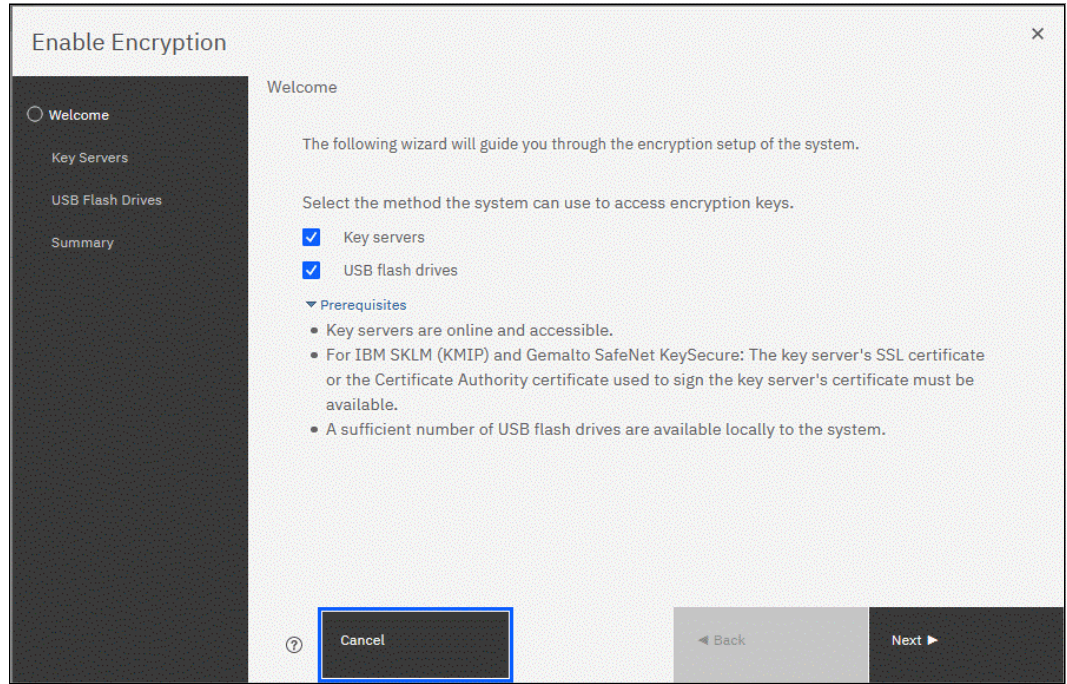 Enable Encryption
×
Welcome
Key Servers
USB Flash Drives
Summary
Welcome
The following wizard will guide you through the encryption setup of the system.
Select the method the system can use to access encryption keys.
Key servers
USB flash drives
Prerequisites
• Key servers are online and accessible.
• For IBM SKLM (KMIP) and Gemalto SafeNet KeySecure: The key server's SSL certificate
or the Certificate Authority certificate used to sign the key server's certificate must be
available.
• A sufficient number of USB flash drives are available locally to the system.
?
Cancel
Back
Next